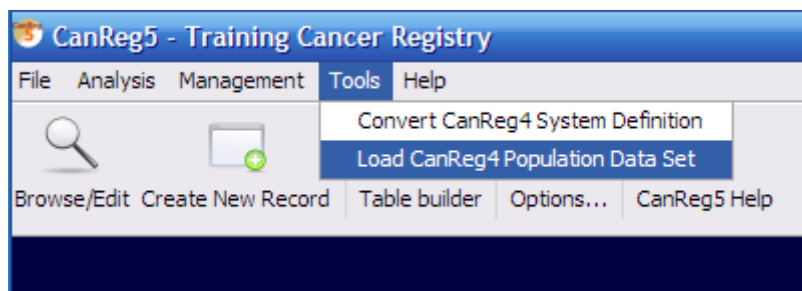 CanReg5 - Training Cancer Registry
File Analysis Management Tools Help
Convert CanReg4 System Definition
Load CanReg4 Population Data Set
Browse/Edit Create New Record Table builder Options... CanReg5 Help